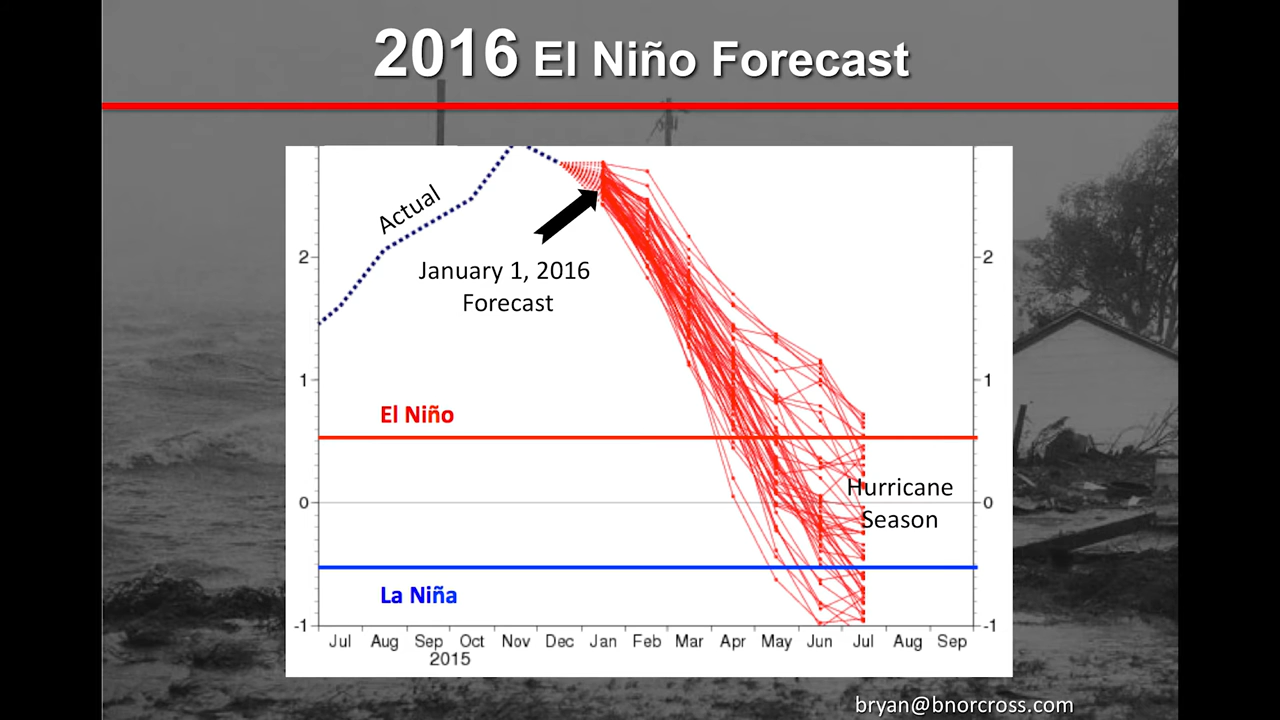 2016 El Niño Forecast
Actual
January 1, 2016
Forecast
2
2
1
1
El Niño
Hurricane
0
0
Season
La Niña
-1
-1
Jul Aug Sep Oct Nov Dec Jan Feb Mar Apr May Jun Jul Aug Sep
2015
bryan@bnorcross.com